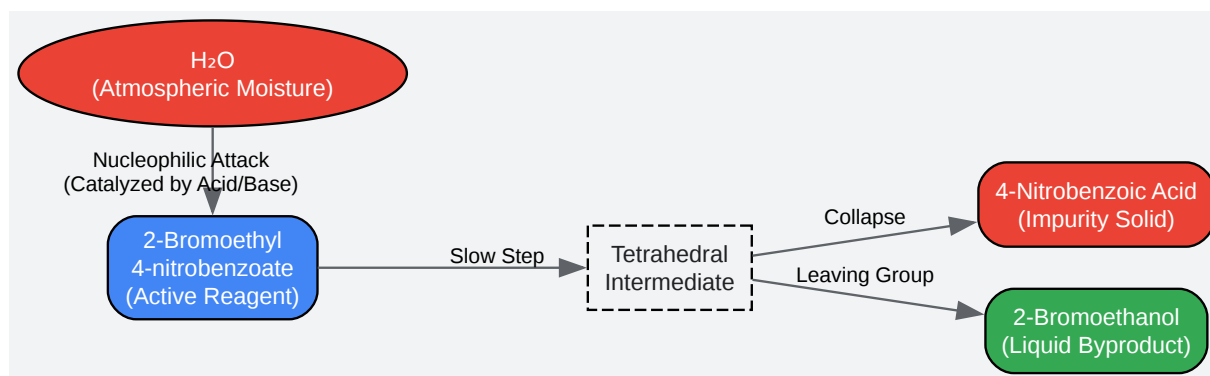 H₂O
(Atmospheric Moisture)
Nucleophilic Attack
(Catalyzed by Acid/Base)
2-Bromoethyl
4-nitrobenzoate
(Active Reagent)
Slow Step
Tetrahedral
Intermediate
Collapse
4-Nitrobenzoic Acid
(Impurity Solid)
Leaving Group
2-Bromoethanol
(Liquid Byproduct)